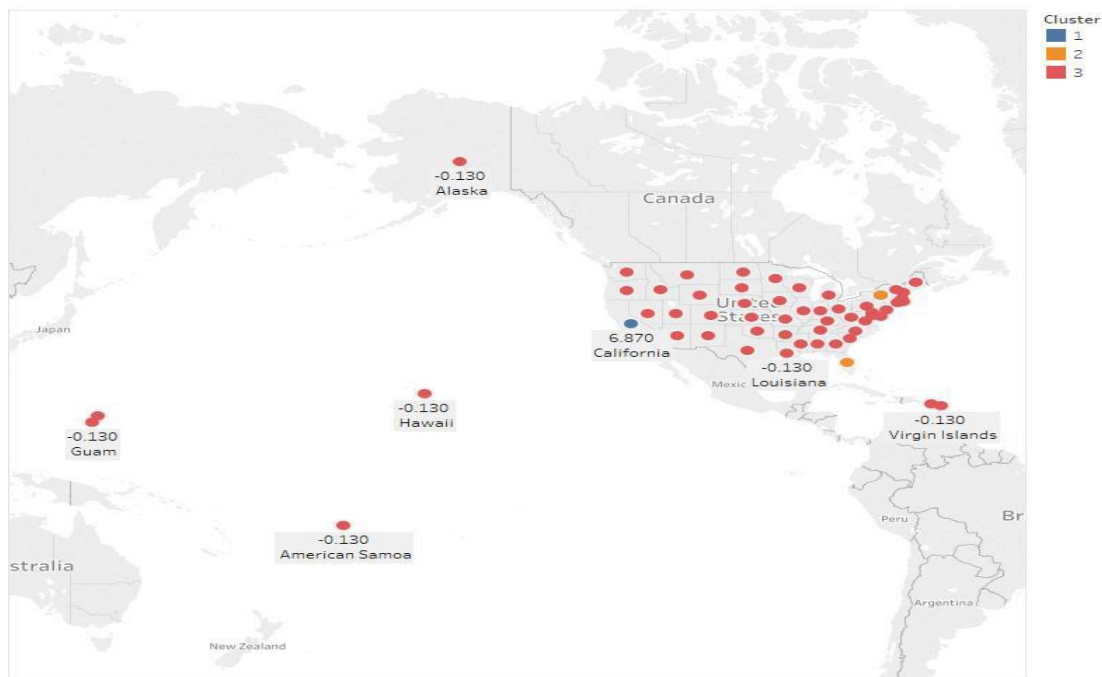 Cluster
1
2
3
-0.130
Alaska
Canada
United
States
Japan
6.870
California
-0.130
Louisiana
Mexic
-0.130
Hawaii
-0.130
Guam
-0.130
Virgin Islands
-0.130
American Samoa
Peru
Br
stralia
Argentina
New Zealand